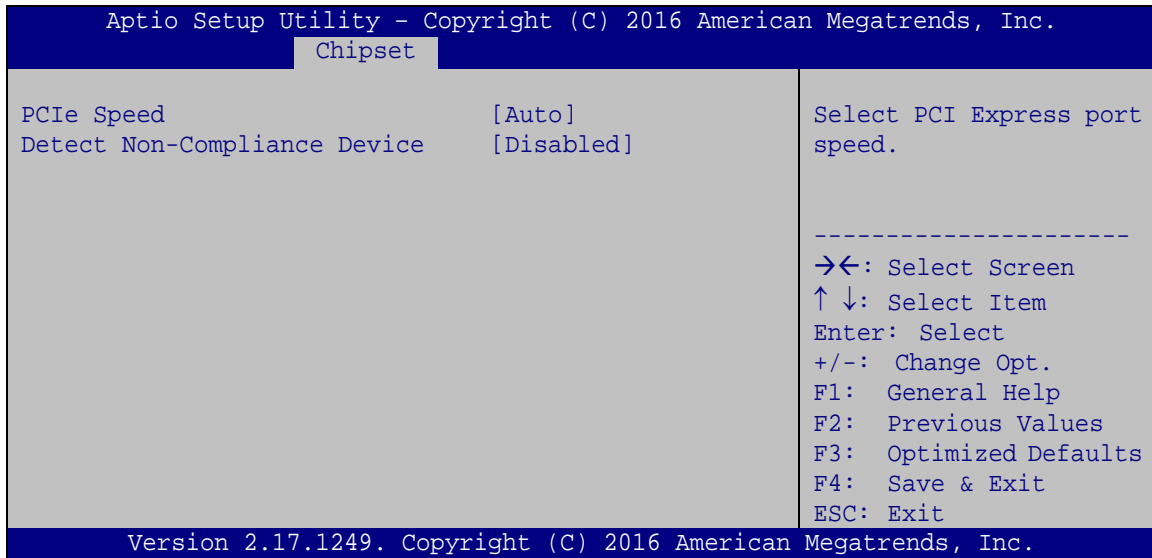 Aptio Setup Utility – Copyright (C) 2016 American Megatrends, Inc.
Chipset
PCIe Speed [Auto]
Detect Non-Compliance Device [Disabled]
Select PCI Express port
speed.
----------------------
→←: Select Screen
↑ ↓: Select Item
Enter: Select
+/-: Change Opt.
F1: General Help
F2: Previous Values
F3: Optimized Defaults
F4: Save & Exit
ESC: Exit
Version 2.17.1249. Copyright (C) 2016 American Megatrends, Inc.